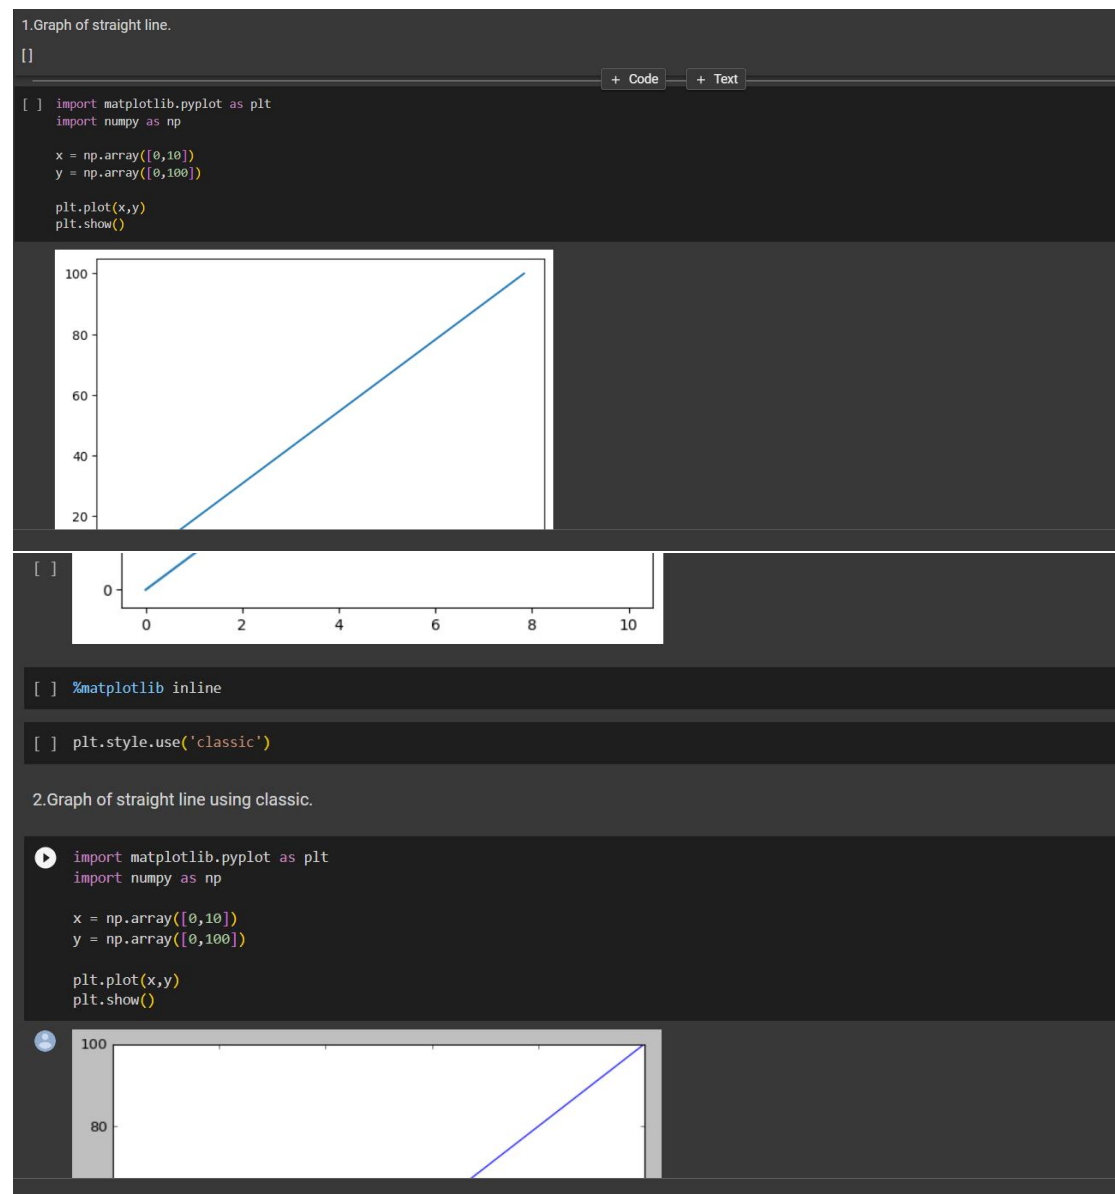 1.Graph of straight line.
[]
+ Code + Text
[ ] import matplotlib.pyplot as plt
import numpy as np
x = np.array([0,10])
y = np.array([0,100])
plt.plot(x,y)
plt.show()
100
80
60
40
20
[ ]
0
0 2 4 6 8 10
[ ] %matplotlib inline
[ ] plt.style.use('classic')
2.Graph of straight line using classic.
import matplotlib.pyplot as plt
import numpy as np
x = np.array([0,10])
y = np.array([0,100])
plt.plot(x,y)
plt.show()
100
80